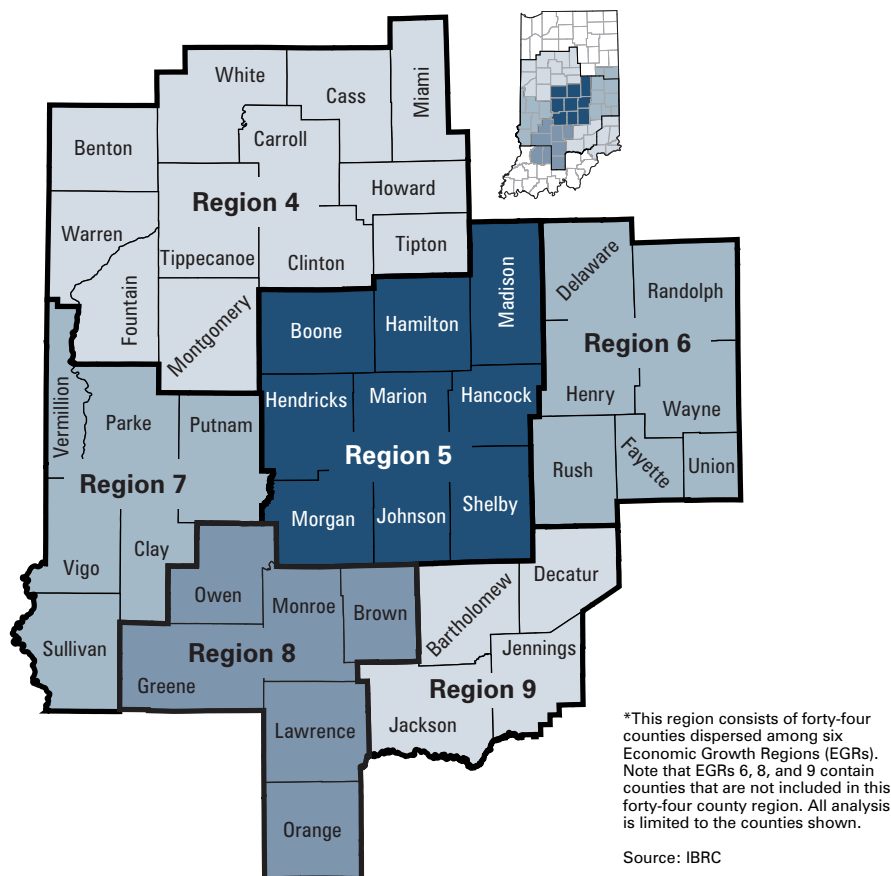 White
Cass
Miami
Carroll
Benton
Howard
Region 4
Warren
Tippecanoe
Clinton
Tipton
Fountain
Montgomery
Madison
Delaware
Randolph
Boone
Hamilton
Region 6
Hendricks
Marion
Hancock
Henry
Wayne
Vermillion
Parke
Putnam
Region 5
Rush
Fayette
Union
Region 7
Morgan
Johnson
Shelby
Clay
Vigo
Owen
Monroe
Brown
Bartholomew
Decatur
Sullivan
Region 8
Jennings
Greene
Region 9
Jackson
Lawrence
Orange
*This region consists of forty-four
counties dispersed among six
Economic Growth Regions (EGRs).
Note that EGRs 6, 8, and 9 contain
counties that are not included in this
forty-four county region. All analysis
is limited to the counties shown.
Source: IBRC